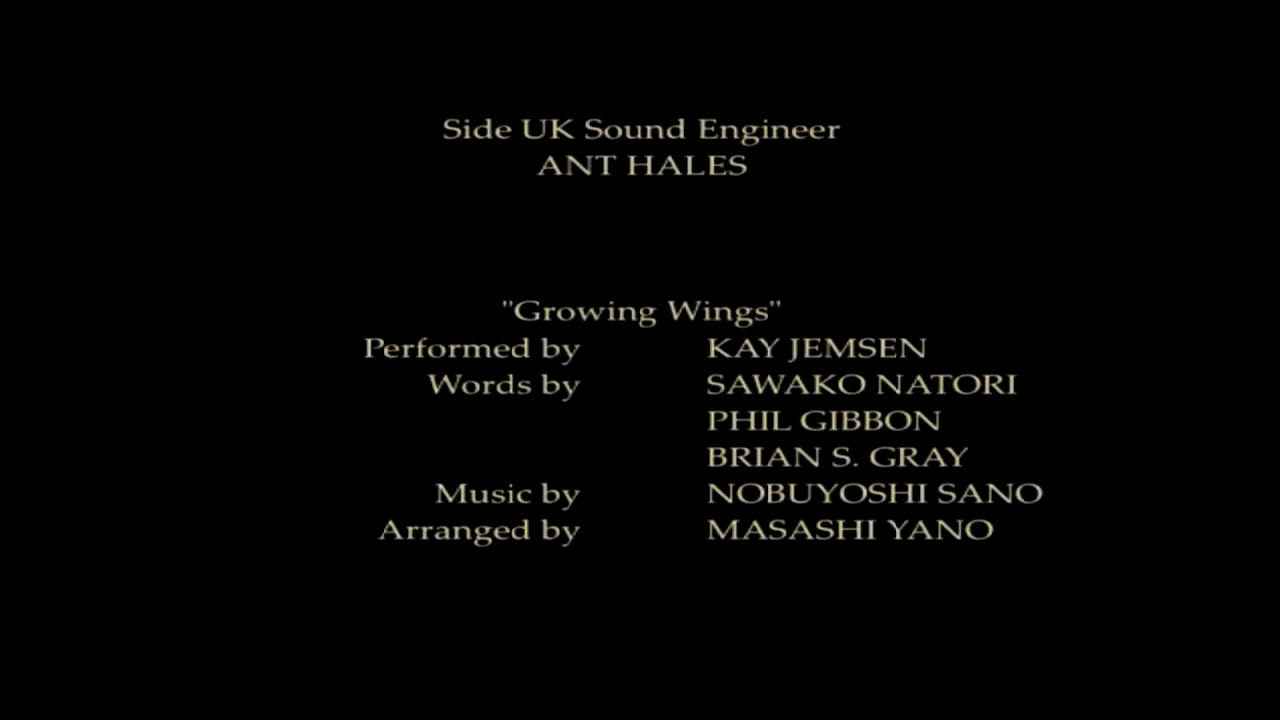 Side UK Sound Engineer
ANT HALES
"Growing Wings"
Performed by KAY JEMSEN
Words by SAWAKO NATORI
PHIL GIBBON
BRIAN S. GRAY
Music by NOBUYOSHI SANO
Arranged by MASASHI YANO